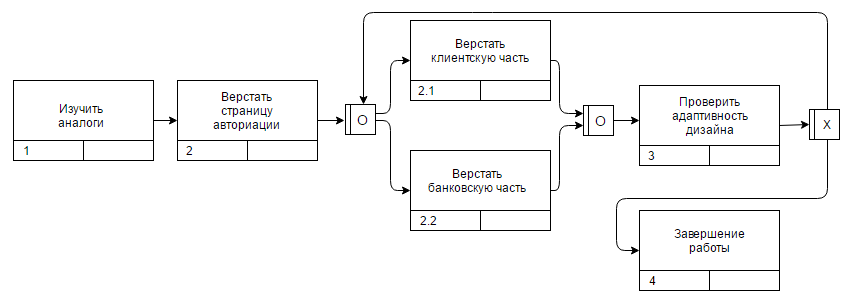 Изучить
аналоги
1
Верстать
страницу
авториации
2
O
Верстать
клиентскую часть
2.1
Верстать
банковскую часть
2.2
O
Проверить
адаптивность
дизайна
3
X
Завершение
работы
4